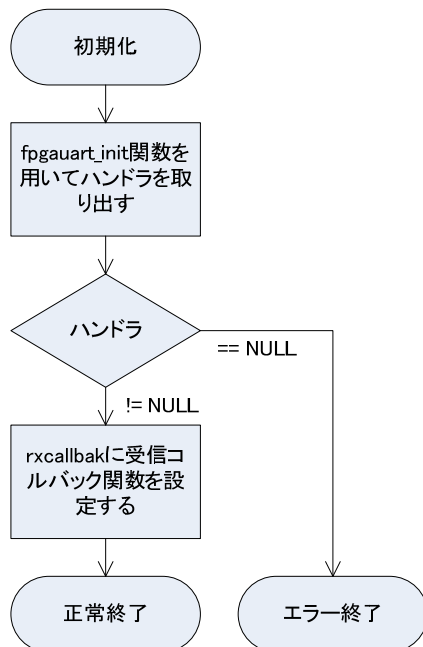 初期化
fpgauart_init関数を
用いてハンドラを取
り出す
ハンドラ
== NULL
!= NULL
rxcallbakに受信コ
ルバック関数を設
定する
正常終了
エラー終了